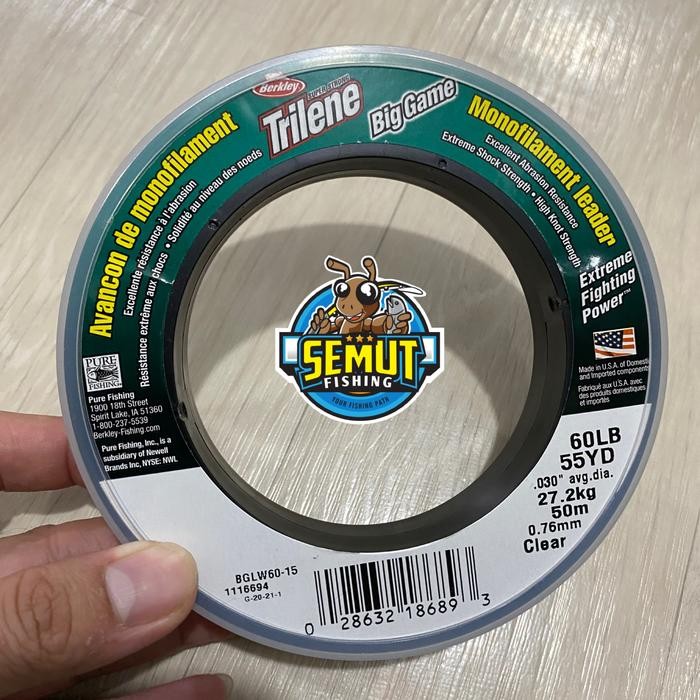 Berkley
SUPER STRONG
Trilene
Big Game
Avançon de monofilament
Excellente résistance à l'abrasion
Résistance extrême aux chocs • Solidité au niveau des noeds
Monofilament leader
Excellent Abrasion Resistance
Extreme Shock Strength • High Knot Strength
Extreme
Fighting
Power™
Made in U.S.A. of Domestic
and Imported components
Fabriqué aux U.S.A. avec
des produits domestiques
et importés
PURE
FISHING
Pure Fishing
1900 18th Street
Spirit Lake, IA 51360
1-800-237-5539
Berkley-Fishing.com
Pure Fishing, Inc., is a
subsidiary of Newell
Brands Inc, NYSE: NWL
SEMUT
FISHING
YOUR FISHING PATH
60LB
55YD
.030" avg.dia.
27.2kg
50m
0.76mm
Clear
BGLW60-15
1116694
G-20-21-1
0 28632 18689 3